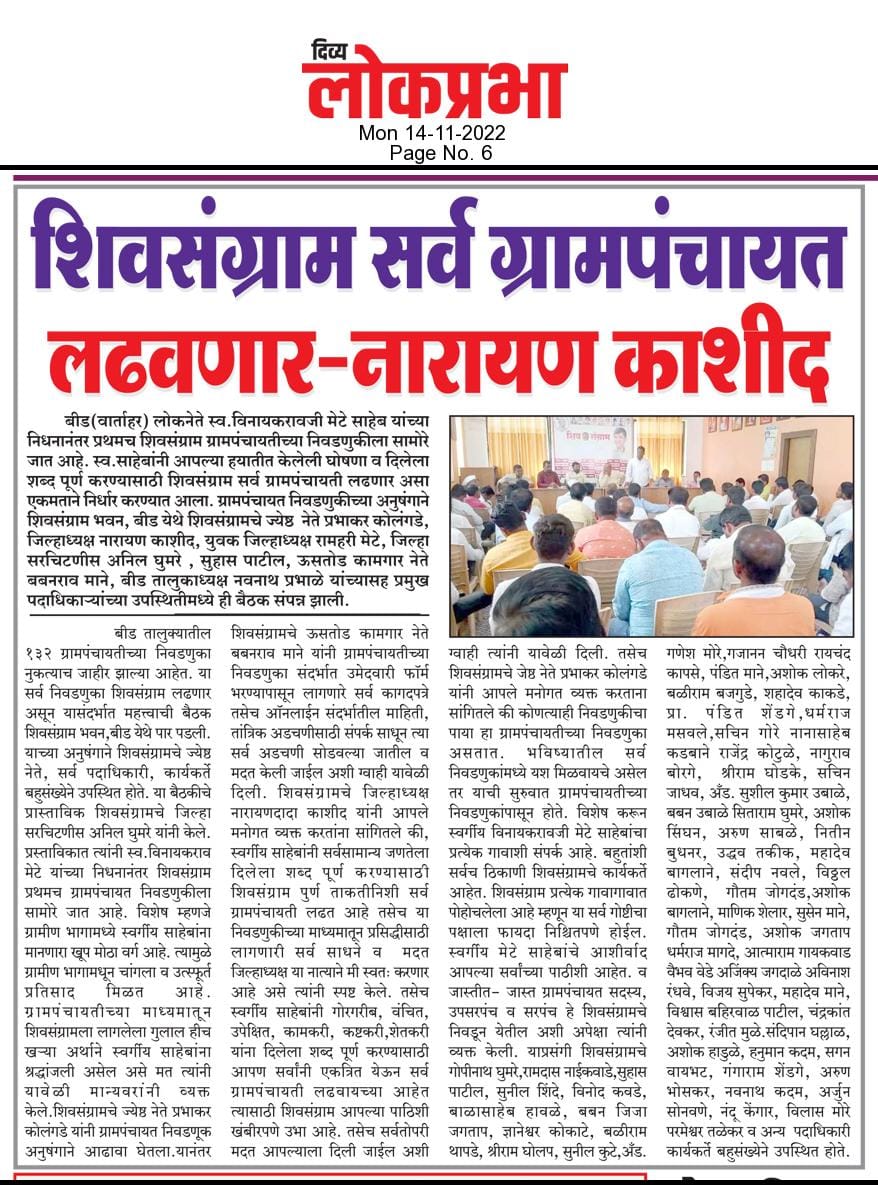 दिव्य
लोकप्रभा
Mon 14-11-2022
Page No. 6
शिवसंग्राम सर्व ग्रामपंचायत
लढवणार-नारायण काशीद
बीड(वार्ताहर) लोकनेते स्व.विनायकरावजी मेटे साहेब यांच्या
निधनानंतर प्रथमच शिवसंग्राम ग्रामपंचायतीच्या निवडणुकीला सामोरे
जात आहे. स्व.साहेबांनी आपल्या हयातीत केलेली घोषणा व दिलेला
शब्द पूर्ण करण्यासाठी शिवसंग्राम सर्व ग्रामपंचायती लढणार असा
एकमताने निर्धार करण्यात आला. ग्रामपंचायत निवडणुकीच्या अनुषंगाने
शिवसंग्राम भवन, बीड येथे शिवसंग्रामचे ज्येष्ठ नेते प्रभाकर कोलंगडे,
जिल्हाध्यक्ष नारायण काशीद, युवक जिल्हाध्यक्ष रामहरी मेटे, जिल्हा
सरचिटणीस अनिल घुमरे , सुहास पाटील, ऊसतोड कामगार नेते
बबनराव माने, बीड तालुकाध्यक्ष नवनाथ प्रभाळे यांच्यासह प्रमुख
पदाधिकाऱ्यांच्या उपस्थितीमध्ये ही बैठक संपन्न झाली.
शिव संग्राम
बीड तालुक्यातील
१३२ ग्रामपंचायतीच्या निवडणुका
नुकत्याच जाहीर झाल्या आहेत. या
सर्व निवडणुका शिवसंग्राम लढणार
असून यासंदर्भात महत्त्वाची बैठक
शिवसंग्राम भवन,बीड येथे पार पडली.
याच्या अनुषंगाने शिवसंग्रामचे ज्येष्ठ
नेते, सर्व पदाधिकारी, कार्यकर्ते
बहुसंख्येने उपस्थित होते. या बैठकीचे
प्रास्ताविक शिवसंग्रामचे जिल्हा
सरचिटणीस अनिल घुमरे यांनी केले.
प्रस्ताविकात त्यांनी स्व.विनायकराव
मेटे यांच्या निधनानंतर शिवसंग्राम
प्रथमच ग्रामपंचायत निवडणुकीला
सामोरे जात आहे. विशेष म्हणजे
ग्रामीण भागामध्ये स्वर्गीय साहेबांना
मानणारा खूप मोठा वर्ग आहे. त्यामुळे
ग्रामीण भागामधून चांगला व उत्स्फूर्त
प्रतिसाद मिळत आहे.
ग्रामपंचायतीच्या माध्यमातून
शिवसंग्रामला लागलेला गुलाल हीच
खऱ्या अर्थाने स्वर्गीय साहेबांना
श्रद्धांजली असेल असे मत त्यांनी
यावेळी मान्यवरांनी व्यक्त
केले.शिवसंग्रामचे ज्येष्ठ नेते प्रभाकर
कोलंगडे यांनी ग्रामपंचायत निवडणूक
अनुषंगाने आढावा घेतला.यानंतर
शिवसंग्रामचे ऊसतोड कामगार नेते
बबनराव माने यांनी ग्रामपंचायतीच्या
निवडणुका संदर्भात उमेदवारी फॉर्म
भरण्यापासून लागणारे सर्व कागदपत्रे
तसेच ऑनलाईन संदर्भातील माहिती,
तांत्रिक अडचणीसाठी संपर्क साधून त्या
सर्व अडचणी सोडवल्या जातील व
मदत केली जाईल अशी ग्वाही यावेळी
दिली. शिवसंग्रामचे जिल्हाध्यक्ष
नारायणदादा काशीद यांनी आपले
मनोगत व्यक्त करतांना सांगितले की,
स्वर्गीय साहेबांनी सर्वसामान्य जणतेला
दिलेला शब्द पूर्ण करण्यासाठी
शिवसंग्राम पुर्ण ताकतीनिशी सर्व
ग्रामपंचायती लढत आहे तसेच या
निवडणुकीच्या माध्यमातून प्रसिद्धीसाठी
लागणारी सर्व साधने व मदत
जिल्हाध्यक्ष या नात्याने मी स्वतः करणार
आहे असे त्यांनी स्पष्ट केले. तसेच
स्वर्गीय साहेबांनी गोरगरीब, वंचित,
उपेक्षित, कामकरी, कष्टकरी,शेतकरी
यांना दिलेला शब्द पूर्ण करण्यासाठी
आपण सर्वांनी एकत्रित येऊन सर्व
ग्रामपंचायती लढवायच्या आहेत
त्यासाठी शिवसंग्राम आपल्या पाठिशी
खंबीरपणे उभा आहे. तसेच सर्वतोपरी
मदत आपल्याला दिली जाईल अशी
ग्वाही त्यांनी यावेळी दिली. तसेच
शिवसंग्रामचे जेष्ठ नेते प्रभाकर कोलंगडे
यांनी आपले मनोगत व्यक्त करताना
सांगितले की कोणत्याही निवडणुकीचा
पाया हा ग्रामपंचायतीच्या निवडणुका
असतात. भविष्यातील सर्व
निवडणुकांमध्ये यश मिळवायचे असेल
तर याची सुरुवात ग्रामपंचायतीच्या
निवडणुकांपासून होते. विशेष करून
स्वर्गीय विनायकरावजी मेटे साहेबांचा
प्रत्येक गावाशी संपर्क आहे. बहुतांशी
सर्वच ठिकाणी शिवसंग्रामचे कार्यकर्ते
आहेत. शिवसंग्राम प्रत्येक गावागावात
पोहोचलेला आहे म्हणून या सर्व गोष्टीचा
पक्षाला फायदा निश्चितपणे होईल.
स्वर्गीय मेटे साहेबांचे आशीर्वाद
आपल्या सर्वांच्या पाठीशी आहेत. व
जास्तीत- जास्त ग्रामपंचायत सदस्य,
उपसरपंच व सरपंच हे शिवसंग्रामचे
निवडून येतील अशी अपेक्षा त्यांनी
व्यक्त केली. याप्रसंगी शिवसंग्रामचे
गोपीनाथ घुमरे,रामदास नाईकवाडे,सुहास
पाटील, सुनील शिंदे, विनोद कवडे,
बाळासाहेब हावळे, बबन जिजा
जगताप, ज्ञानेश्वर कोकाटे, बळीराम
थापडे, श्रीराम घोलप, सुनील कुटे,अँड.
गणेश मोरे,गजानन चौधरी रायचंद
कापसे, पंडित माने,अशोक लोकरे,
बळीराम बजगुडे, शहादेव काकडे,
प्रा. पंडित शेंडगे,धर्मराज
मसवले,सचिन गोरे नानासाहेब
कडबाने राजेंद्र कोटुळे, नागुराव
बोरगे, श्रीराम घोडके, सचिन
जाधव, अँड. सुशील कुमार उबाळे,
बबन उबाळे सिताराम घुमरे, अशोक
सिंघन, अरुण साबळे, नितीन
बुधनर, उद्धव तकीक, महादेव
बागलाने, संदीप नवले, विठ्ठल
ढोकणे, गौतम जोगदंड,अशोक
बागलाने, माणिक शेलार, सुसेन माने,
गौतम जोगदंड, अशोक जगताप
धर्मराज मागदे, आत्माराम गायकवाड
वैभव वेडे अजिंक्य जगदाळे अविनाश
रंधवे, विजय सुपेकर, महादेव माने,
विश्वास बहिरवाळ पाटील, चंद्रकांत
देवकर, रंजीत मुळे.संदिपान घल्लाळ,
अशोक हाडुळे, हनुमान कदम, सगन
वायभट, गंगाराम शेंडगे, अरुण
भोसकर, नवनाथ कदम, अर्जुन
सोनवणे, नंदू केंगार, विलास मोरे
परमेश्वर तळेकर व अन्य पदाधिकारी
कार्यकर्ते बहुसंख्येने उपस्थित होते.